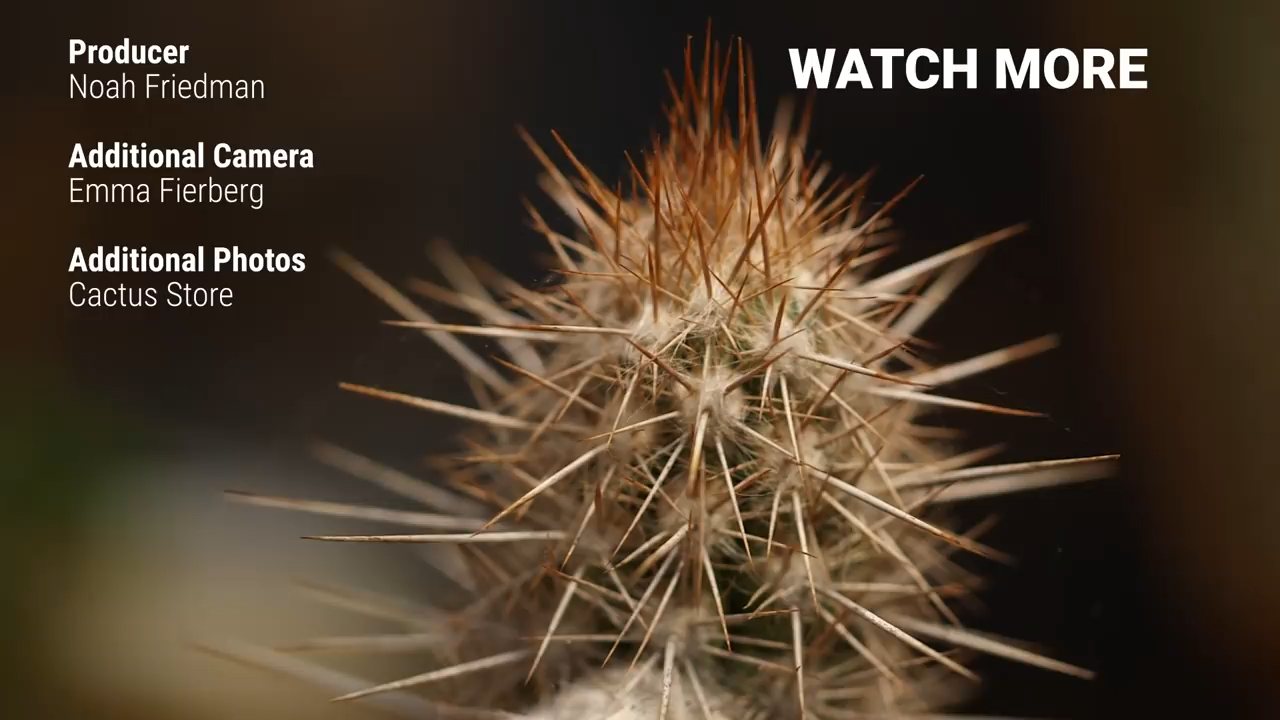 Producer
Noah Friedman
Additional Camera
Emma Fierberg
Additional Photos
Cactus Store
WATCH MORE